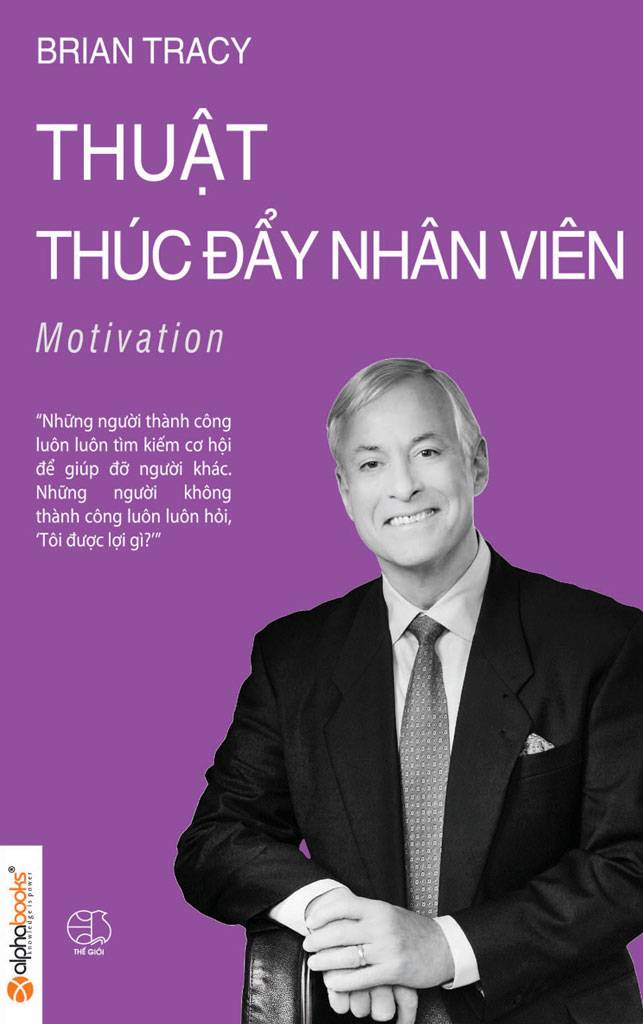 BRIAN TRACY
THUẬT
THÚC ĐẨY NHÂN VIÊN
Motivation
“Những người thành công
luôn luôn tìm kiếm cơ hội
để giúp đỡ người khác.
Những người không
thành công luôn luôn hỏi,
‘Tôi được lợi gì?’”
alphabooks®
knowledge is power
THẾ GIỚI